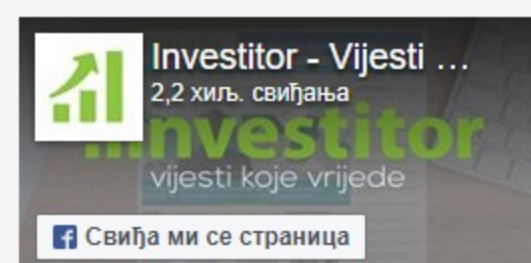 Investitor - Vijesti ...
2,2 хиљ. свиђања
investitor
vijesti koje vrijede
Свиђа ми се страница